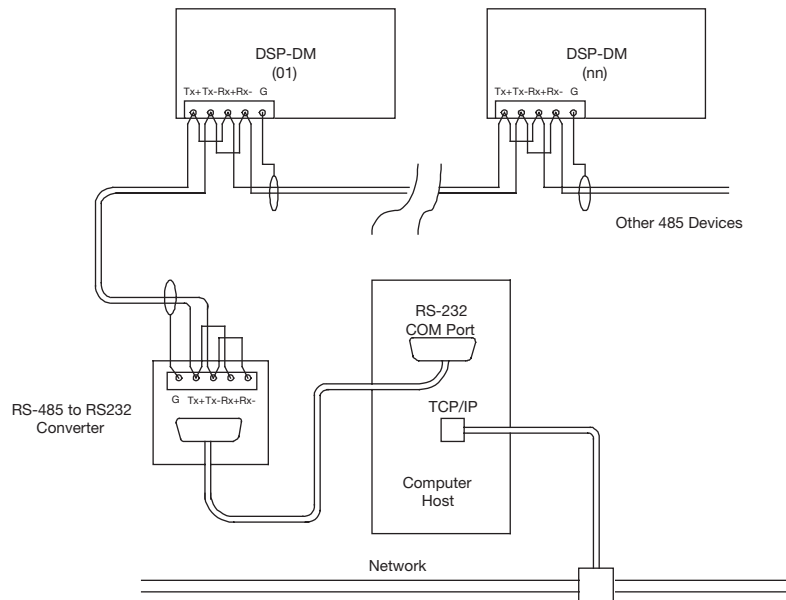 DSP-DM
(01)
Tx+Tx-Rx+Rx- G
DSP-DM
(nn)
Tx+Tx-Rx+Rx- G
Other 485 Devices
RS-232
COM Port
G Tx+Tx-Rx+Rx-
RS-485 to RS232
Converter
TCP/IP
Computer
Host
Network